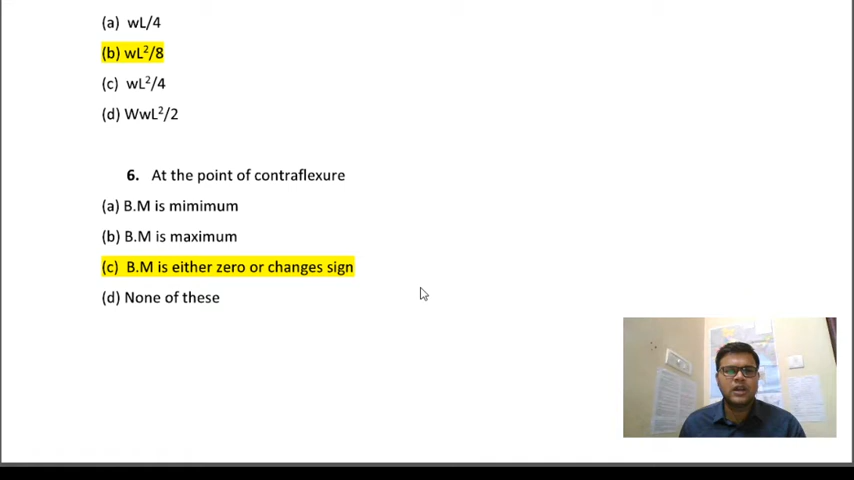 (a) wL/4
(b) wL²/8
(c) wL²/4
(d) WwL²/2
6. At the point of contraflexure
(a) B.M is mimimum
(b) B.M is maximum
(c) B.M is either zero or changes sign
(d) None of these